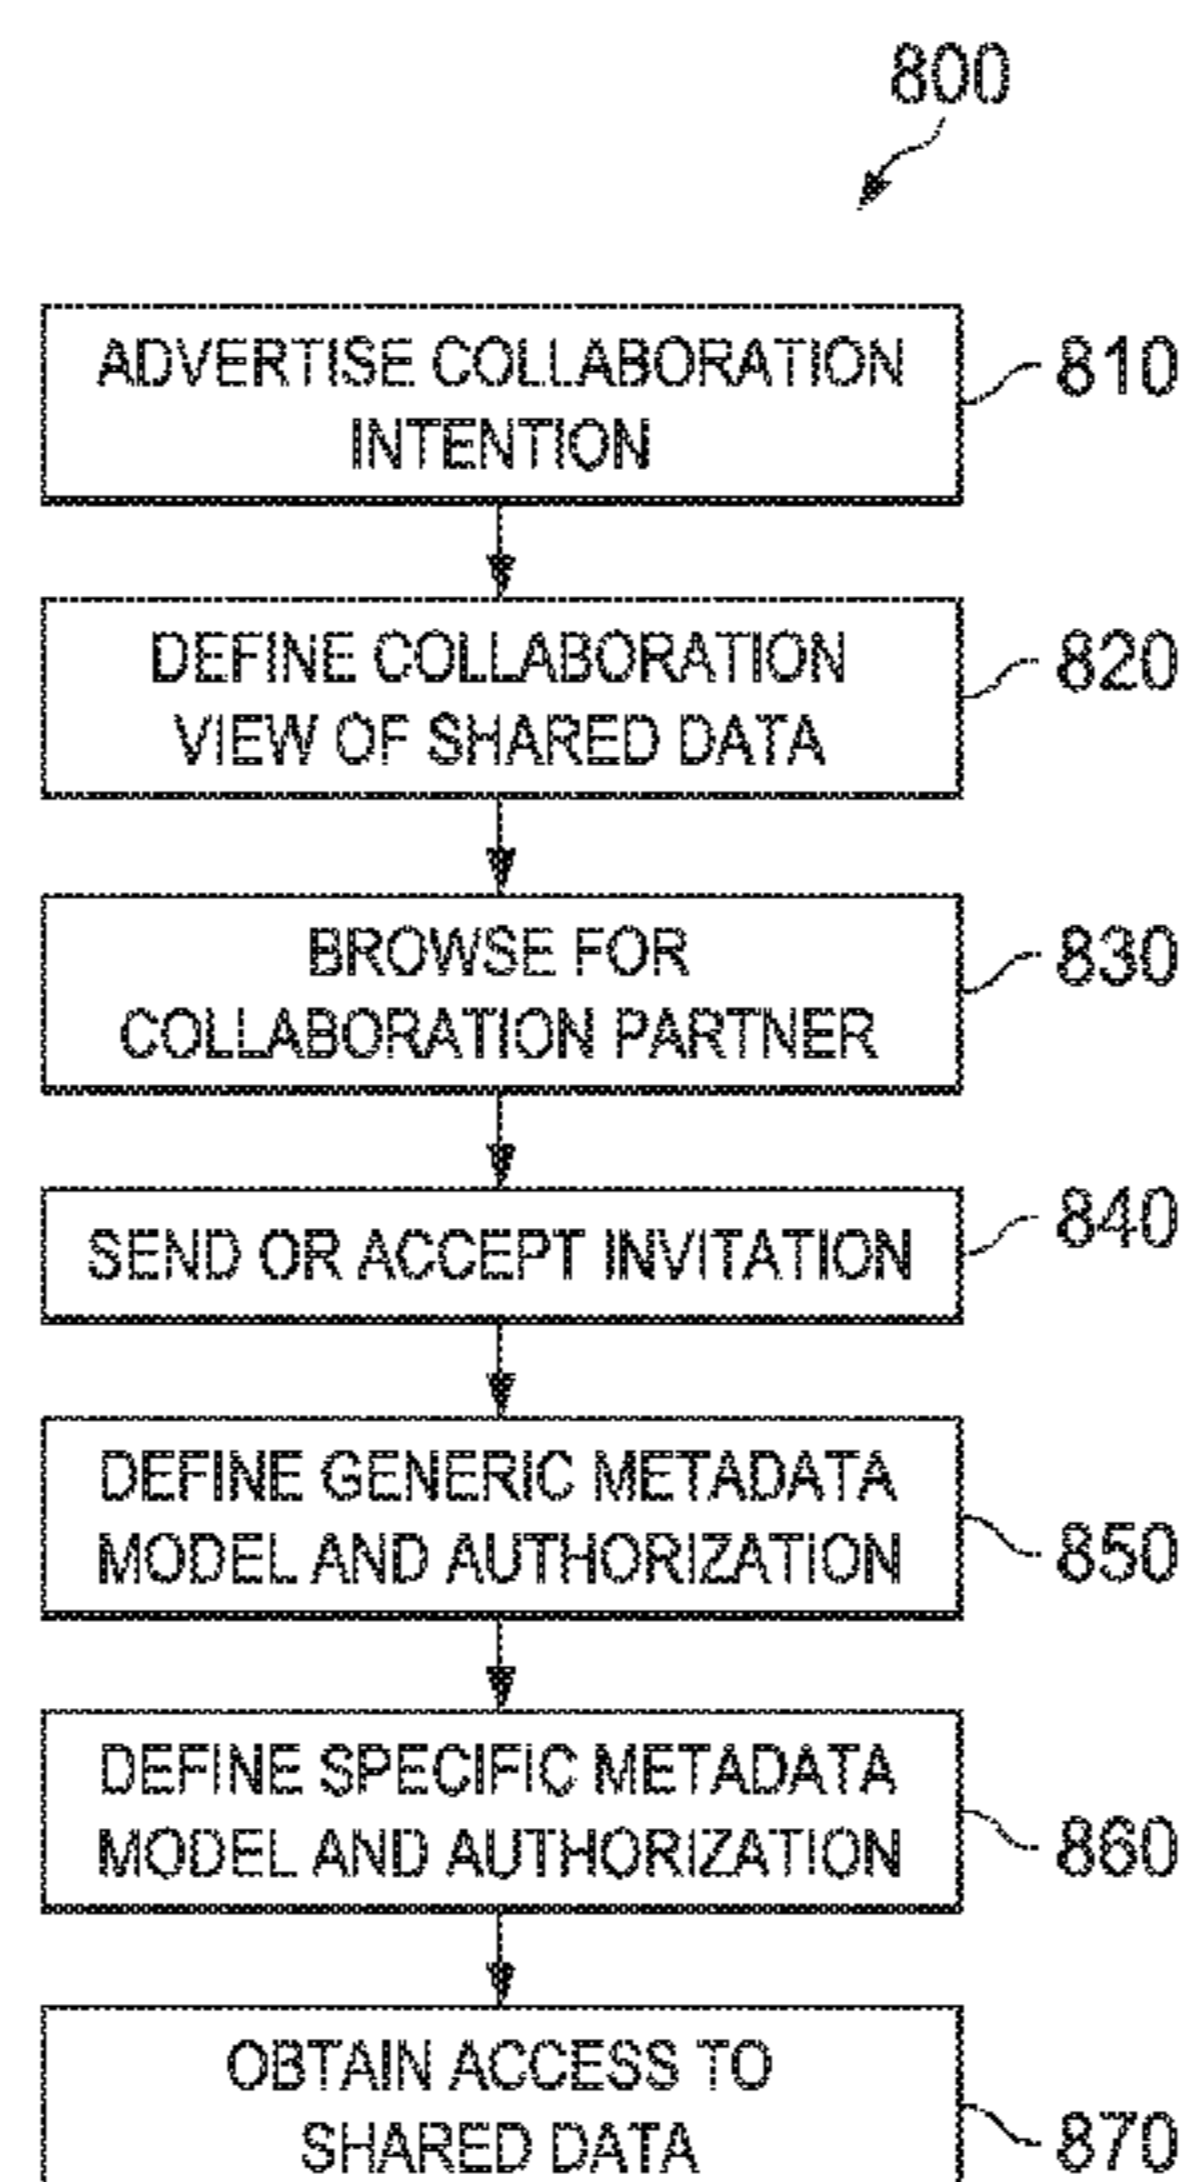 800
ADVERTISE COLLABORATION
INTENTION
810
DEFINE COLLABORATION
VIEW OF SHARED DATA
820
BROWSE FOR
COLLABORATION PARTNER
830
SEND OR ACCEPT INVITATION
840
DEFINE GENERIC METADATA
MODEL AND AUTHORIZATION
850
DEFINE SPECIFIC METADATA
MODEL AND AUTHORIZATION
860
OBTAIN ACCESS TO
SHARED DATA
870